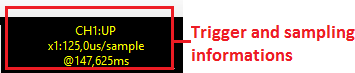 CH1:UP
x1:125,0us/sample
@147,625ms
Trigger and sampling
informations